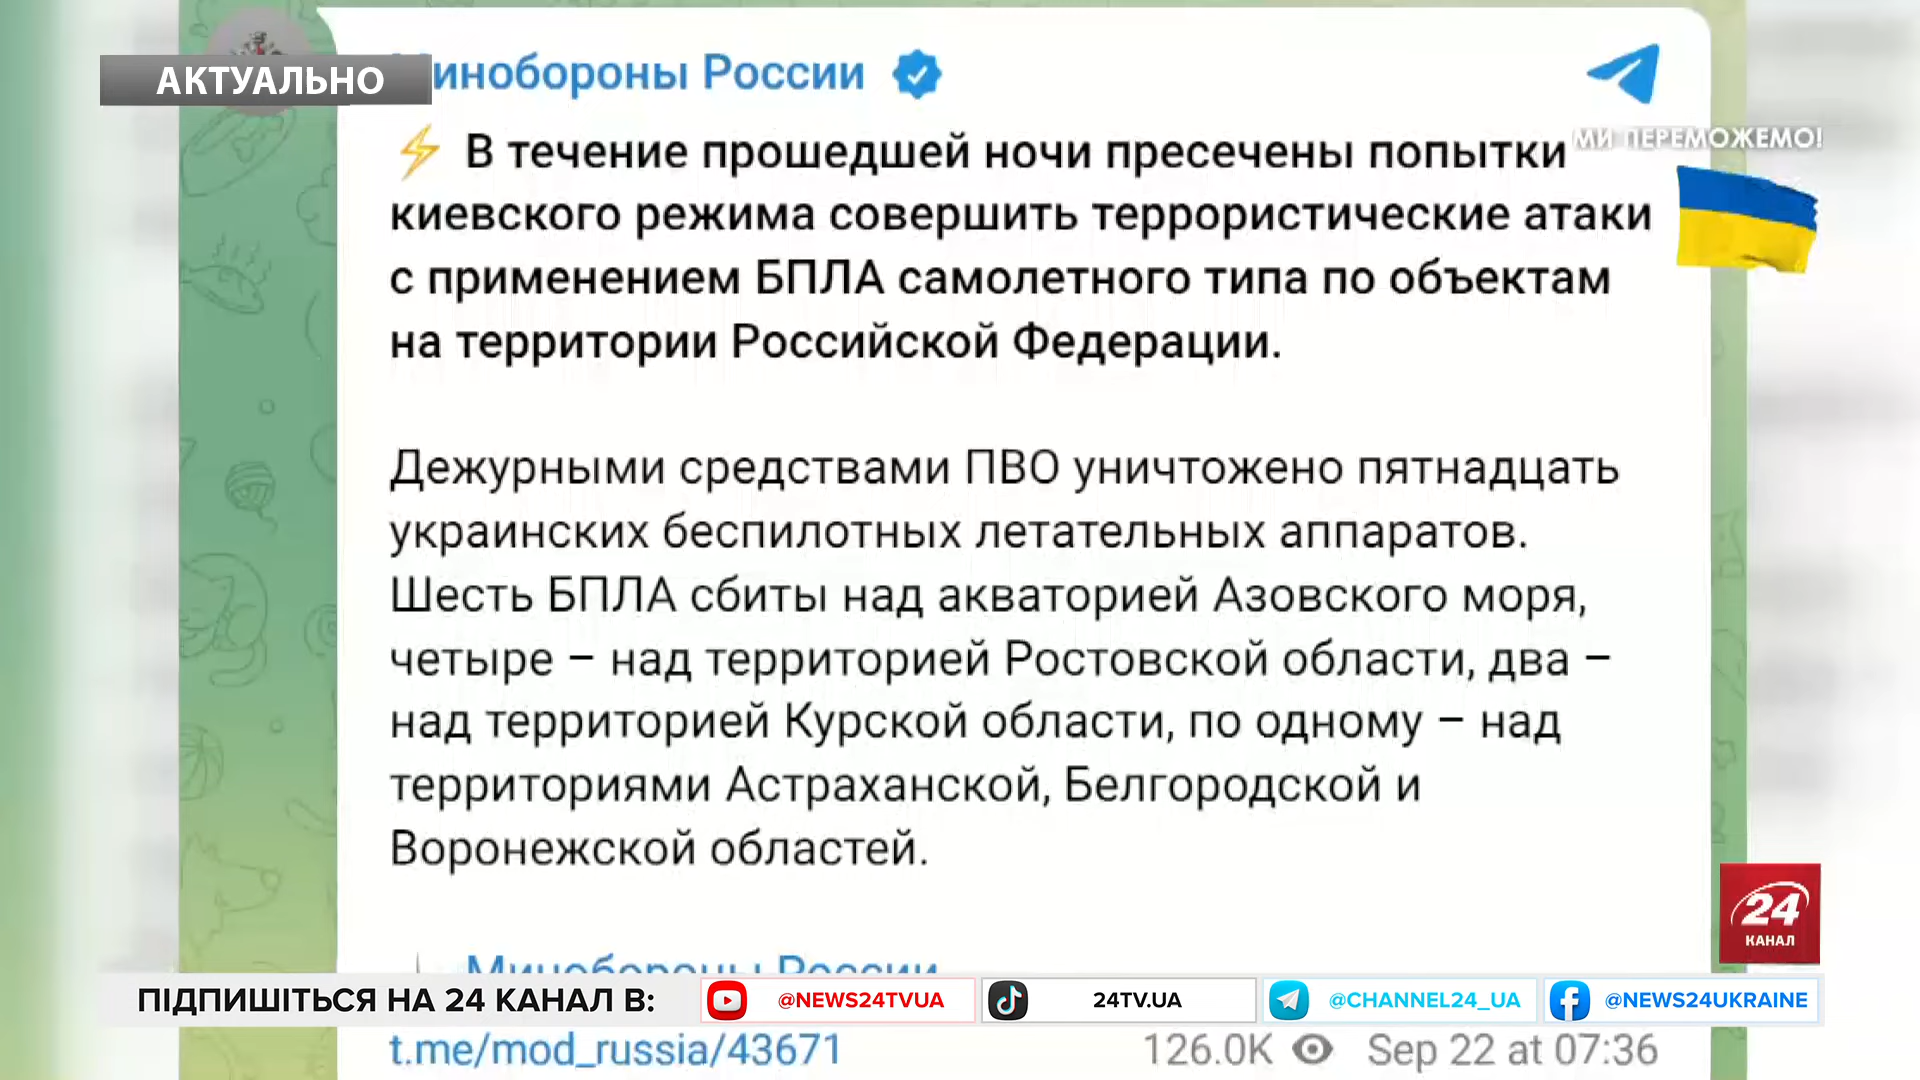 АКТУАЛЬНО
инобороны России
МИ ПЕРЕМОЖЕМО!
⚡ В течение прошедшей ночи пресечены попытки
киевского режима совершить террористические атаки
с применением БПЛА самолетного типа по объектам
на территории Российской Федерации.
Дежурными средствами ПВО уничтожено пятнадцать
украинских беспилотных летательных аппаратов.
Шесть БПЛА сбиты над акваторией Азовского моря,
четыре – над территорией Ростовской области, два –
над территорией Курской области, по одному – над
территориями Астраханской, Белгородской и
Воронежской областей.
24
КАНАЛ
Минобороны России
ПІДПИШІТЬСЯ НА 24 КАНАЛ В:
@NEWS24TVUA
24TV.UA
@CHANNEL24_UA
@NEWS24UKRAINE
t.me/mod_russia/43671
126.0K Sep 22 at 07:36